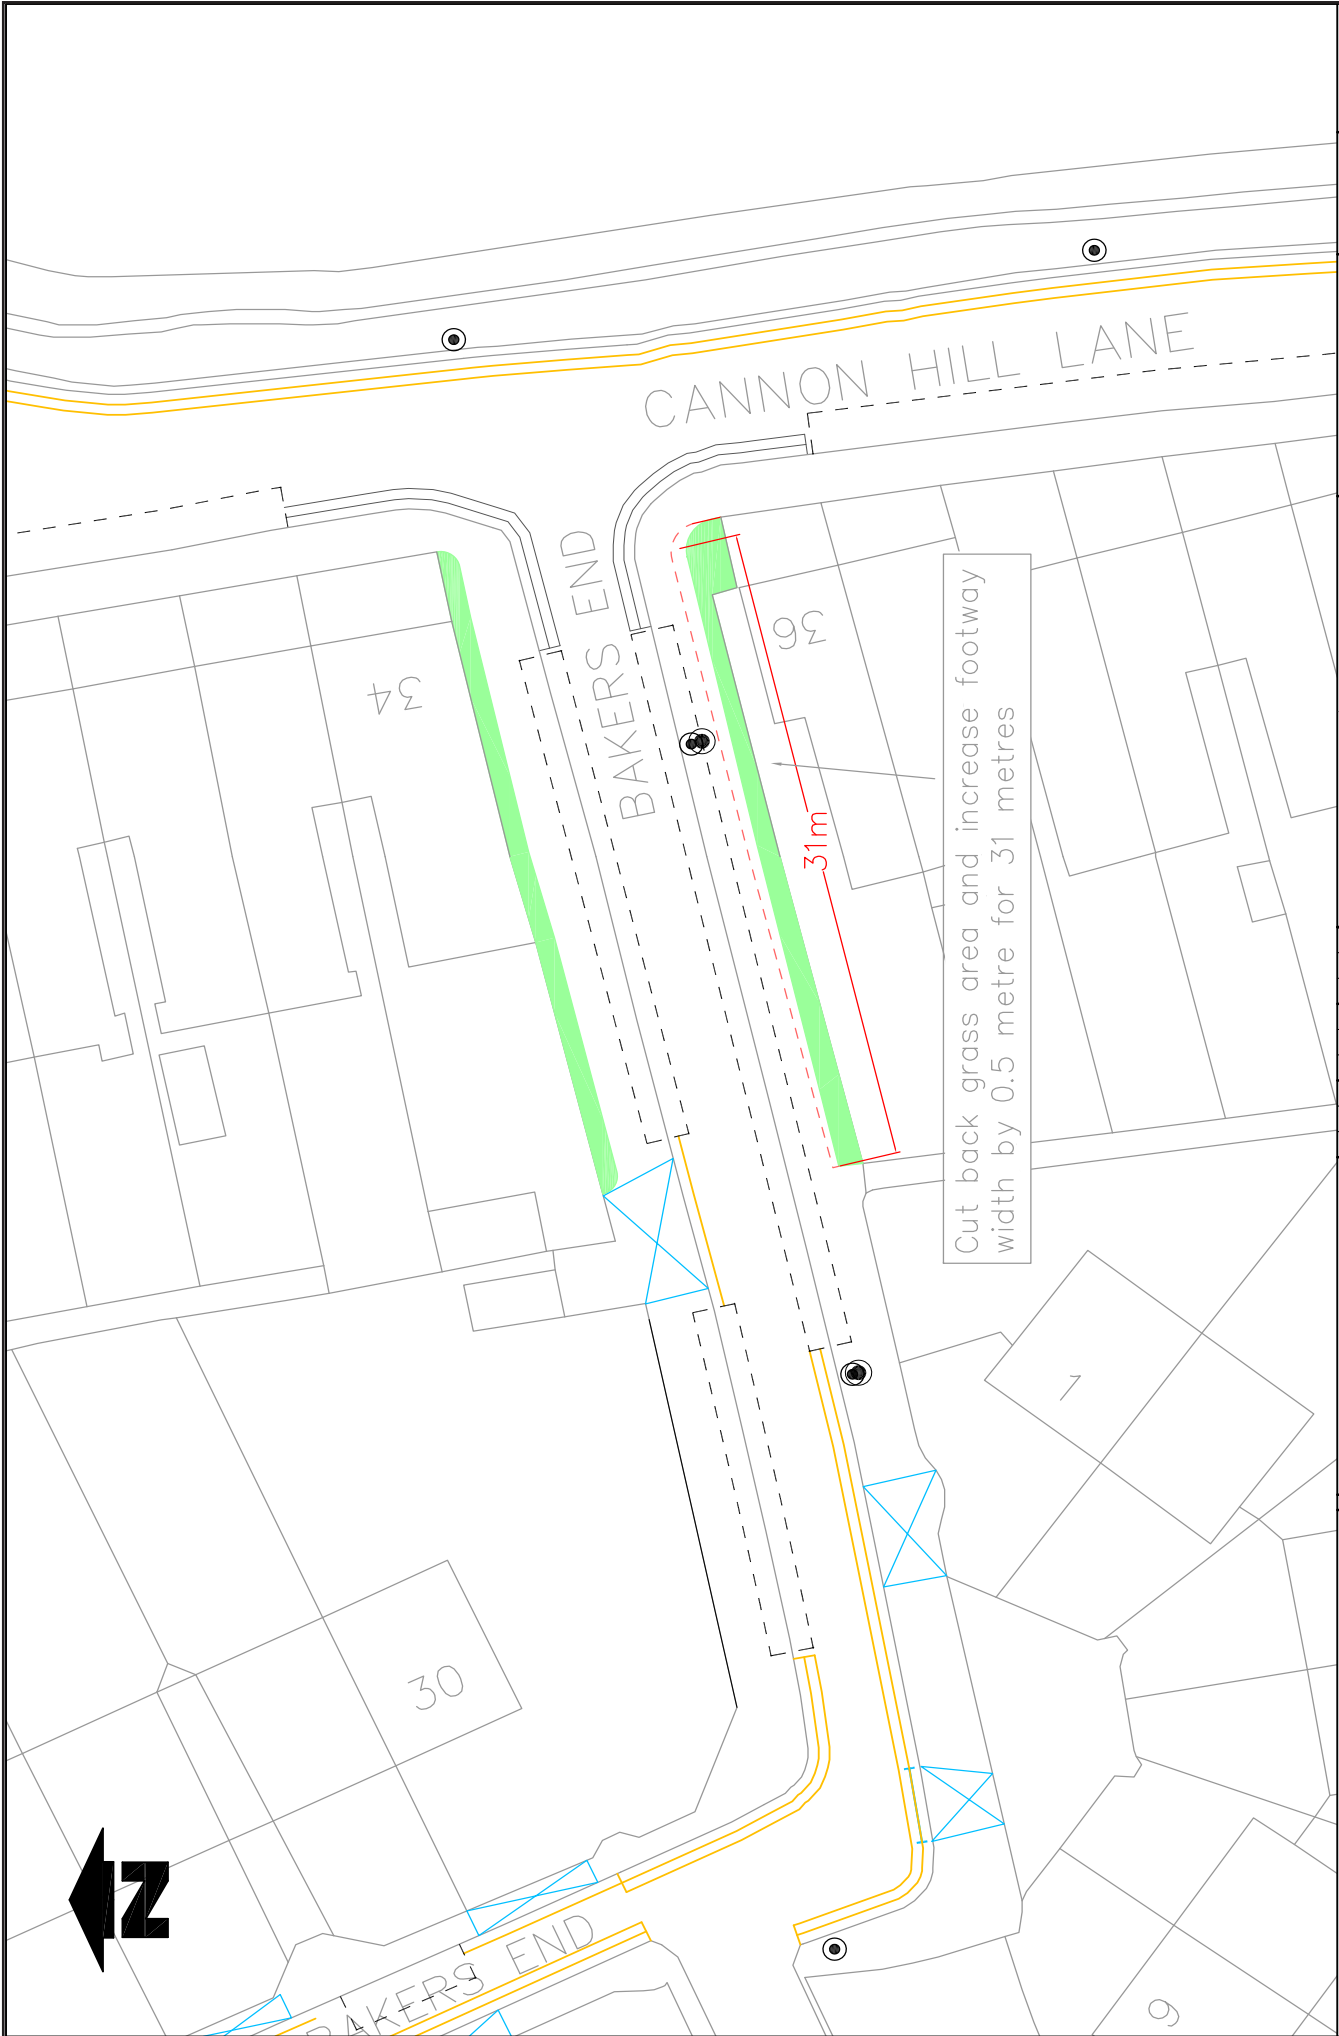 CANNON HILL LANE
BAKERS END
34
36
31m
Cut back grass area and increase footway
width by 0.5 metre for 31 metres
1
30
BAKERS END
9
N